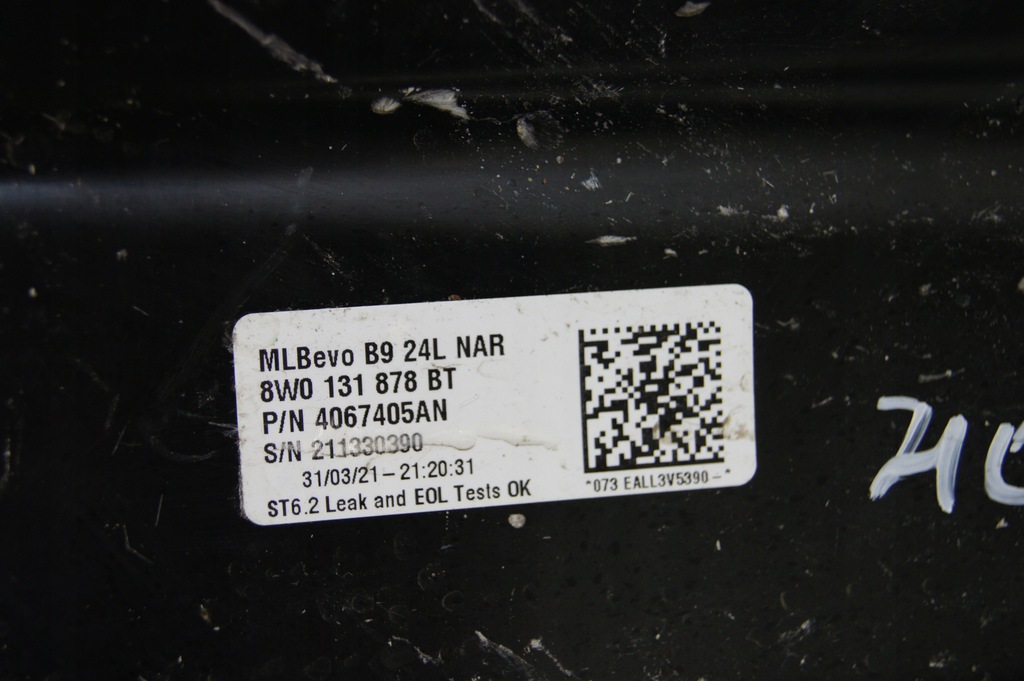 MLBevo B9 24L NAR
8W0 131 878 BT
P/N 4067405AN
S/N 211330390
31/03/21 – 21:20:31
ST6.2 Leak and EOL Tests OK
*073 EALL3V5390 – *